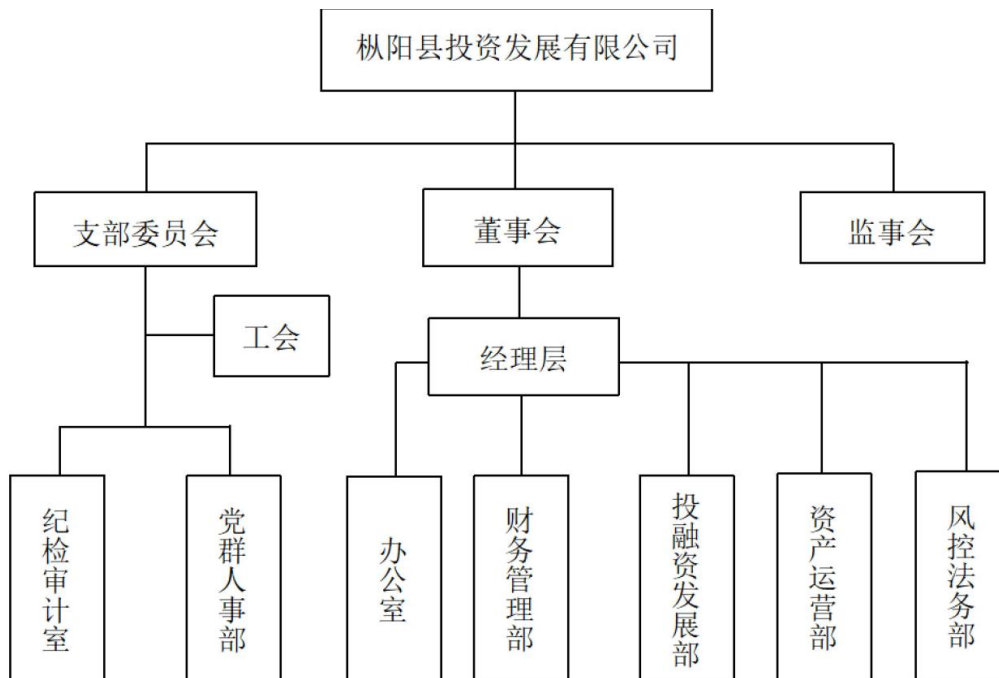 枞阳县投资发展有限公司
支部委员会
董事会
监事会
工会
经理层
纪检审计室
党群人事部
办公室
财务管理部
投融资发展部
资产运营部
风控法务部